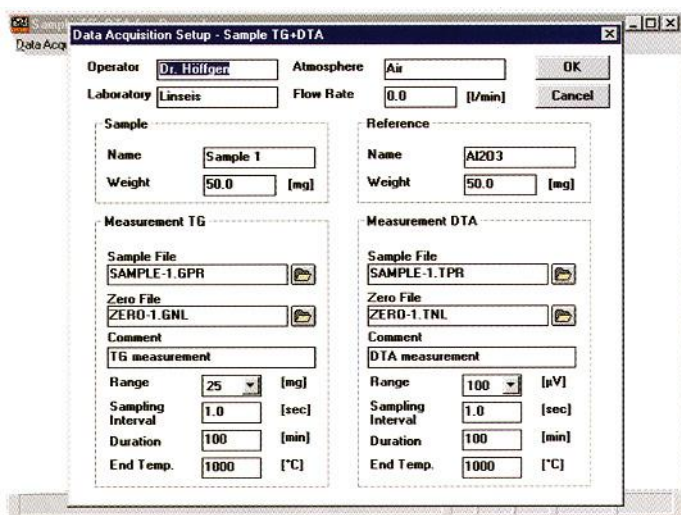 Data Acquisition Setup - Sample TG+DTA
Data Acqu
Operator Dr. Höffgen Atmosphere Air OK
Laboratory Linseis Flow Rate 0.0 [l/min] Cancel
Sample Reference
Name Sample 1 Name Al2O3
Weight 50.0 [mg] Weight 50.0 [mg]
Measurement TG Measurement DTA
Sample File Sample File
SAMPLE-1.GPR SAMPLE-1.TPR
Zero File Zero File
ZERO-1.GNL ZERO-1.TNL
Comment Comment
TG measurement DTA measurement
Range 25 [mg] Range 100 [µV]
Sampling Interval 1.0 [sec] Sampling Interval 1.0 [sec]
Duration 100 [min] Duration 100 [min]
End Temp. 1000 [°C] End Temp. 1000 [°C]